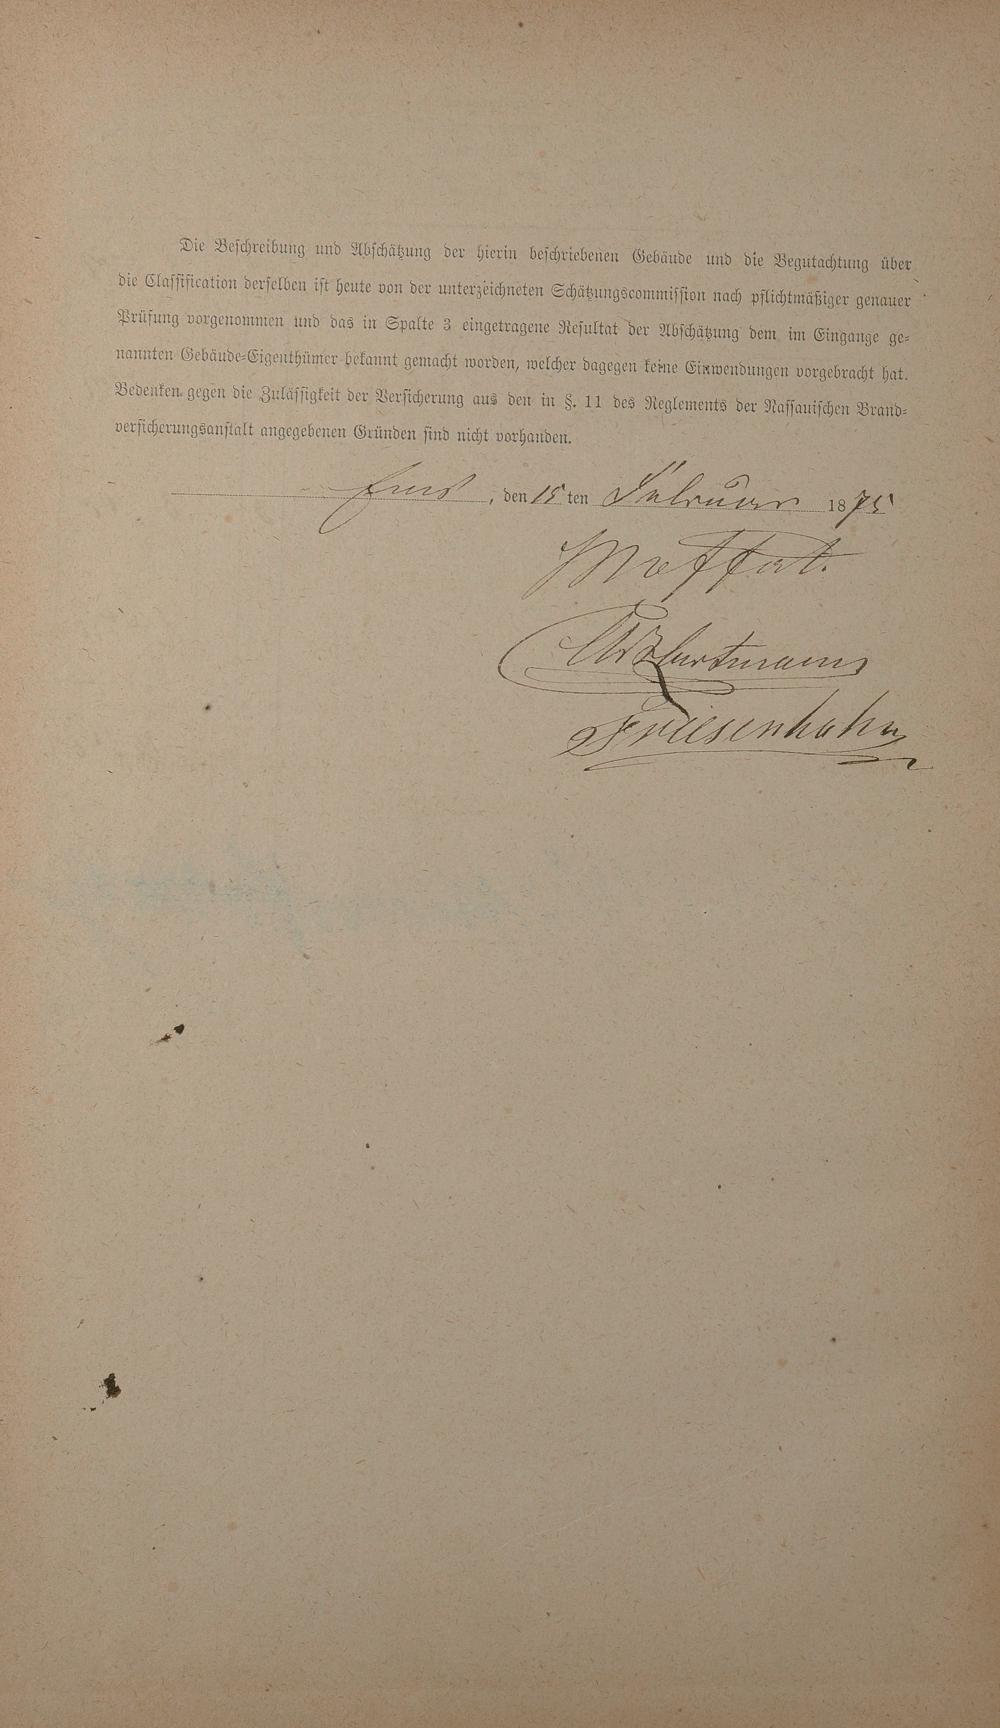 Die Beschreibung und Abschätzung der hierin beschriebenen Gebäude und die Begutachtung über
die Classification derselben ist heute von der unterzeichneten Schätzungscommission nach pflichtmäßiger genauer
Prüfung vorgenommen und das in Spalte 3 eingetragene Resultat der Abschätzung dem im Eingange ge-
nannten Gebäude-Eigenthümer bekannt gemacht worden, welcher dagegen keine Einwendungen vorgebracht hat.
Bedenken gegen die Zulässigkeit der Versicherung aus den in §. 11 des Reglements der Nassauischen Brand-
versicherungsanstalt angegebenen Gründen sind nicht vorhanden.
Ems, den 15ten Februar 1875
Meffert.
Friesenhahn